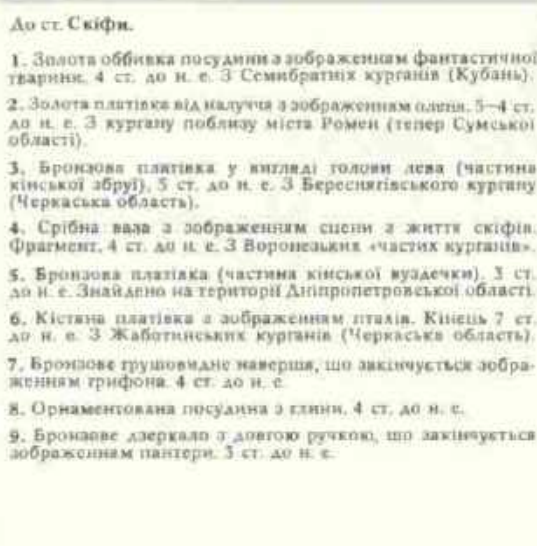 До ст. Скіфи.
1. Золота оббивка посудини з зображенням фантастичної
тварини. 4 ст. до н. е. З Семибратніх курганів (Кубань).
2. Золота платівка від налуччя з зображенням оленя. 5—4 ст.
до н. е. З кургану поблизу міста Ромен (тепер Сумської
області).
3. Бронзова платівка у вигляді голови лева (частина
кінської збруї). 5 ст. до н. е. З Береснягівського кургану
(Черкаська область).
4. Срібна ваза з зображенням сцени з життя скіфів.
Фрагмент. 4 ст. до н. е. З Воронезьких «частих курганів».
5. Бронзова платівка (частина кінської вуздечки). 3 ст.
до н. е. Знайдено на території Дніпропетровської області.
6. Кістяна платівка з зображенням птахів. Кінець 7 ст.
до н. е. З Жаботинських курганів (Черкаська область).
7. Бронзове грушовидне навершя, що закінчується зобра-
женням грифона. 4 ст. до н. е.
8. Орнаментована посудина з глини. 4 ст. до н. е.
9. Бронзове дзеркало з довгою ручкою, що закінчується
зображенням пантери. 3 ст. до н. е.